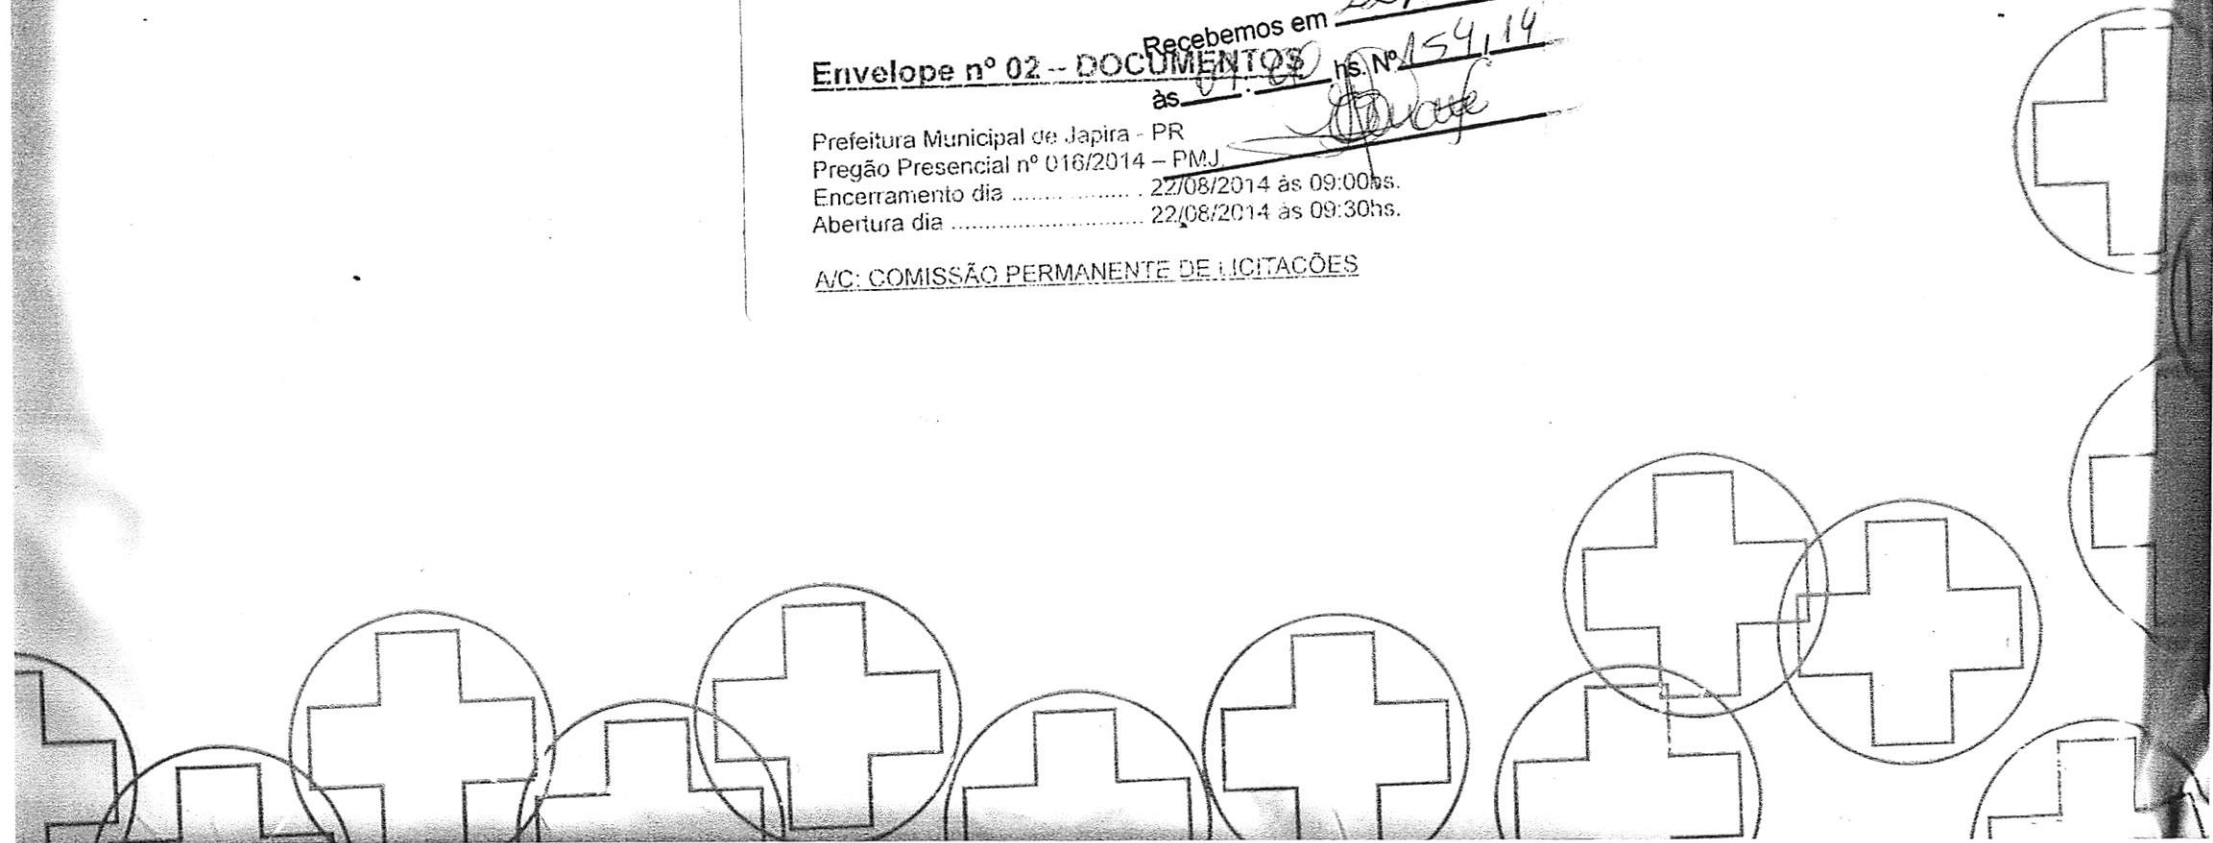 Recebemos em
Envelope nº 02 -- DOCUMENTOS
às hs. Nº 154, 14
Prefeitura Municipal de Japira - PR
Pregão Presencial nº 016/2014 – PMJ.
Encerramento dia ................... 22/08/2014 às 09:00hs.
Abertura dia ............................ 22/08/2014 às 09:30hs.
A/C: COMISSÃO PERMANENTE DE LICITACÕES